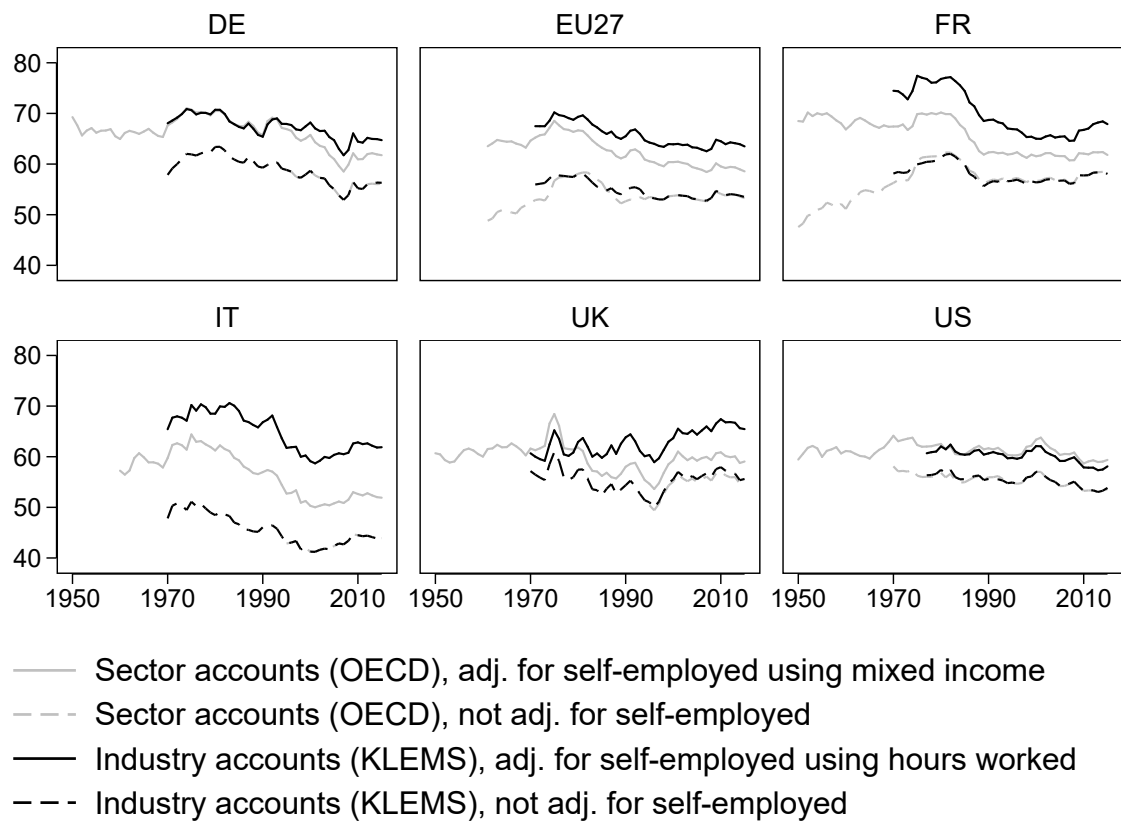 DE EU27 FR
80
70
60
50
40
IT UK US
80
70
60
50
40
1950 1970 1990 2010 1950 1970 1990 2010 1950 1970 1990 2010
Sector accounts (OECD), adj. for self-employed using mixed income
Sector accounts (OECD), not adj. for self-employed
Industry accounts (KLEMS), adj. for self-employed using hours worked
Industry accounts (KLEMS), not adj. for self-employed